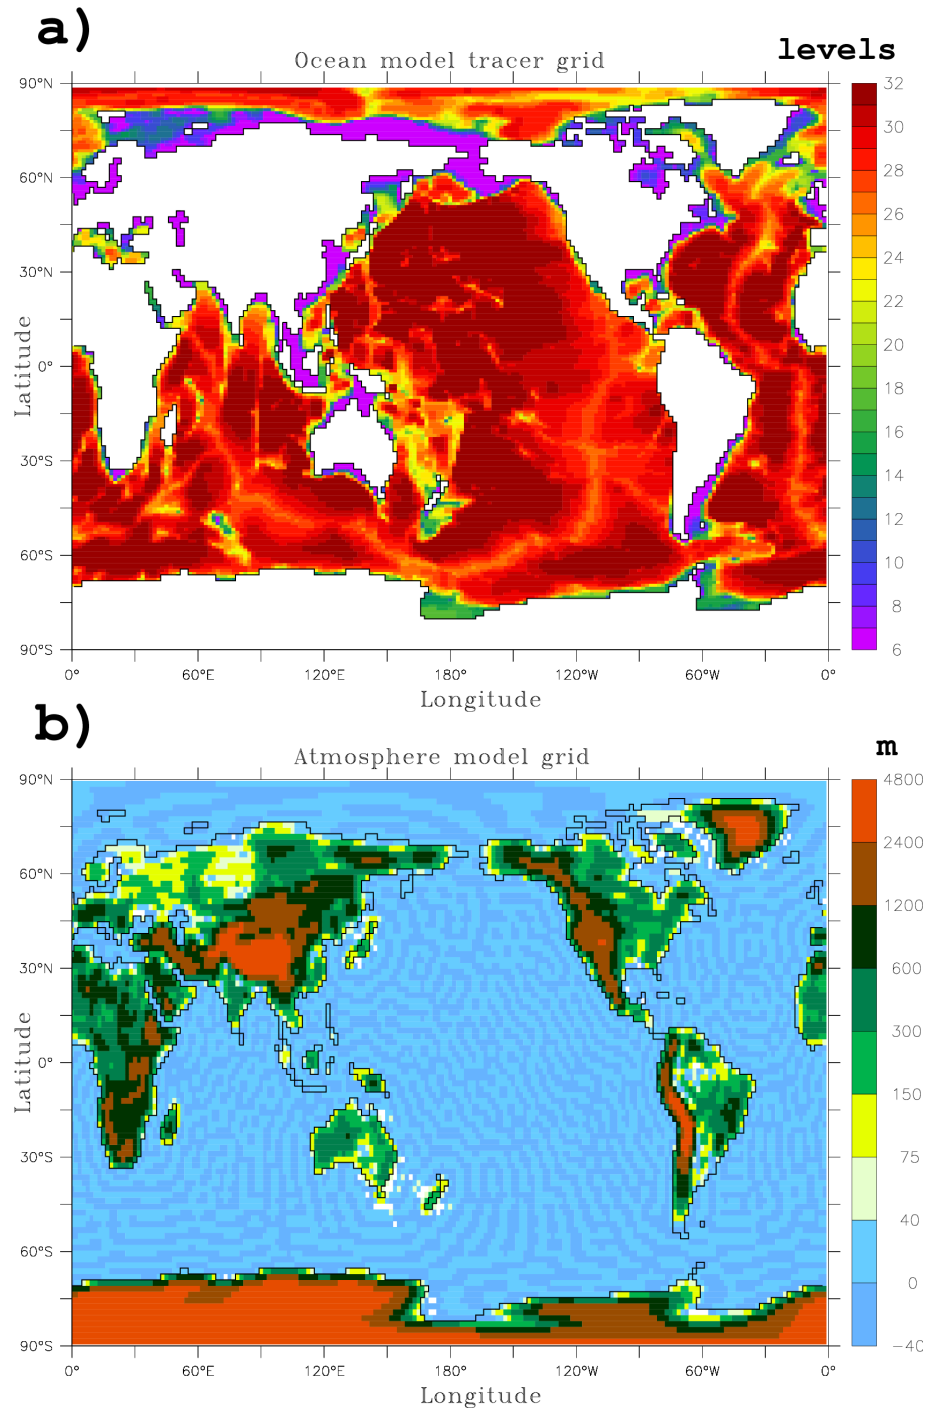 a)
levels
Ocean model tracer grid
90°N
60°N
30°N
0°
30°S
60°S
90°S
Latitude
0°
60°E
120°E
180°
120°W
60°W
0°
Longitude
32
30
28
26
24
22
20
18
16
14
12
10
8
6
b)
m
Atmosphere model grid
90°N
60°N
30°N
0°
30°S
60°S
90°S
Latitude
0°
60°E
120°E
180°
120°W
60°W
0°
Longitude
4800
2400
1200
600
300
150
75
40
0
−40